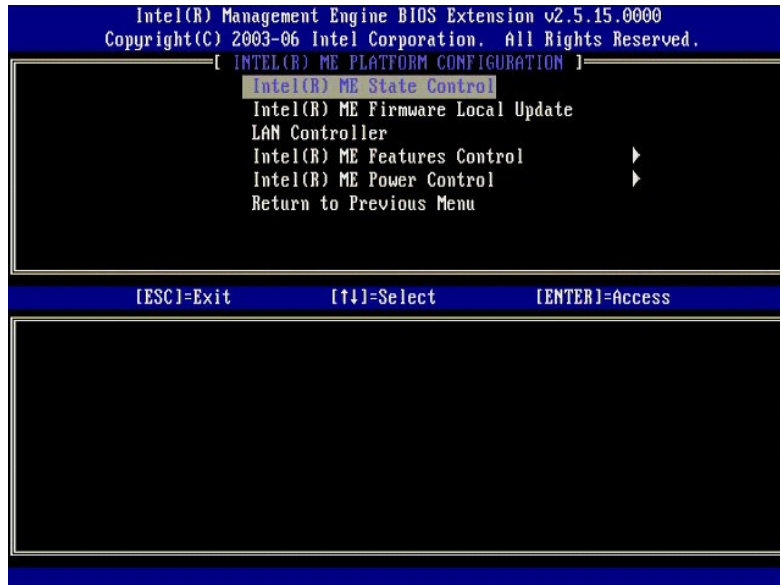 Intel(R) Management Engine BIOS Extension v2.5.15.0000
Copyright(C) 2003-06 Intel Corporation. All Rights Reserved.
[ INTEL(R) ME PLATFORM CONFIGURATION ]
Intel(R) ME State Control
Intel(R) ME Firmware Local Update
LAN Controller
Intel(R) ME Features Control
Intel(R) ME Power Control
Return to Previous Menu
[ESC]=Exit [↑↓]=Select [ENTER]=Access